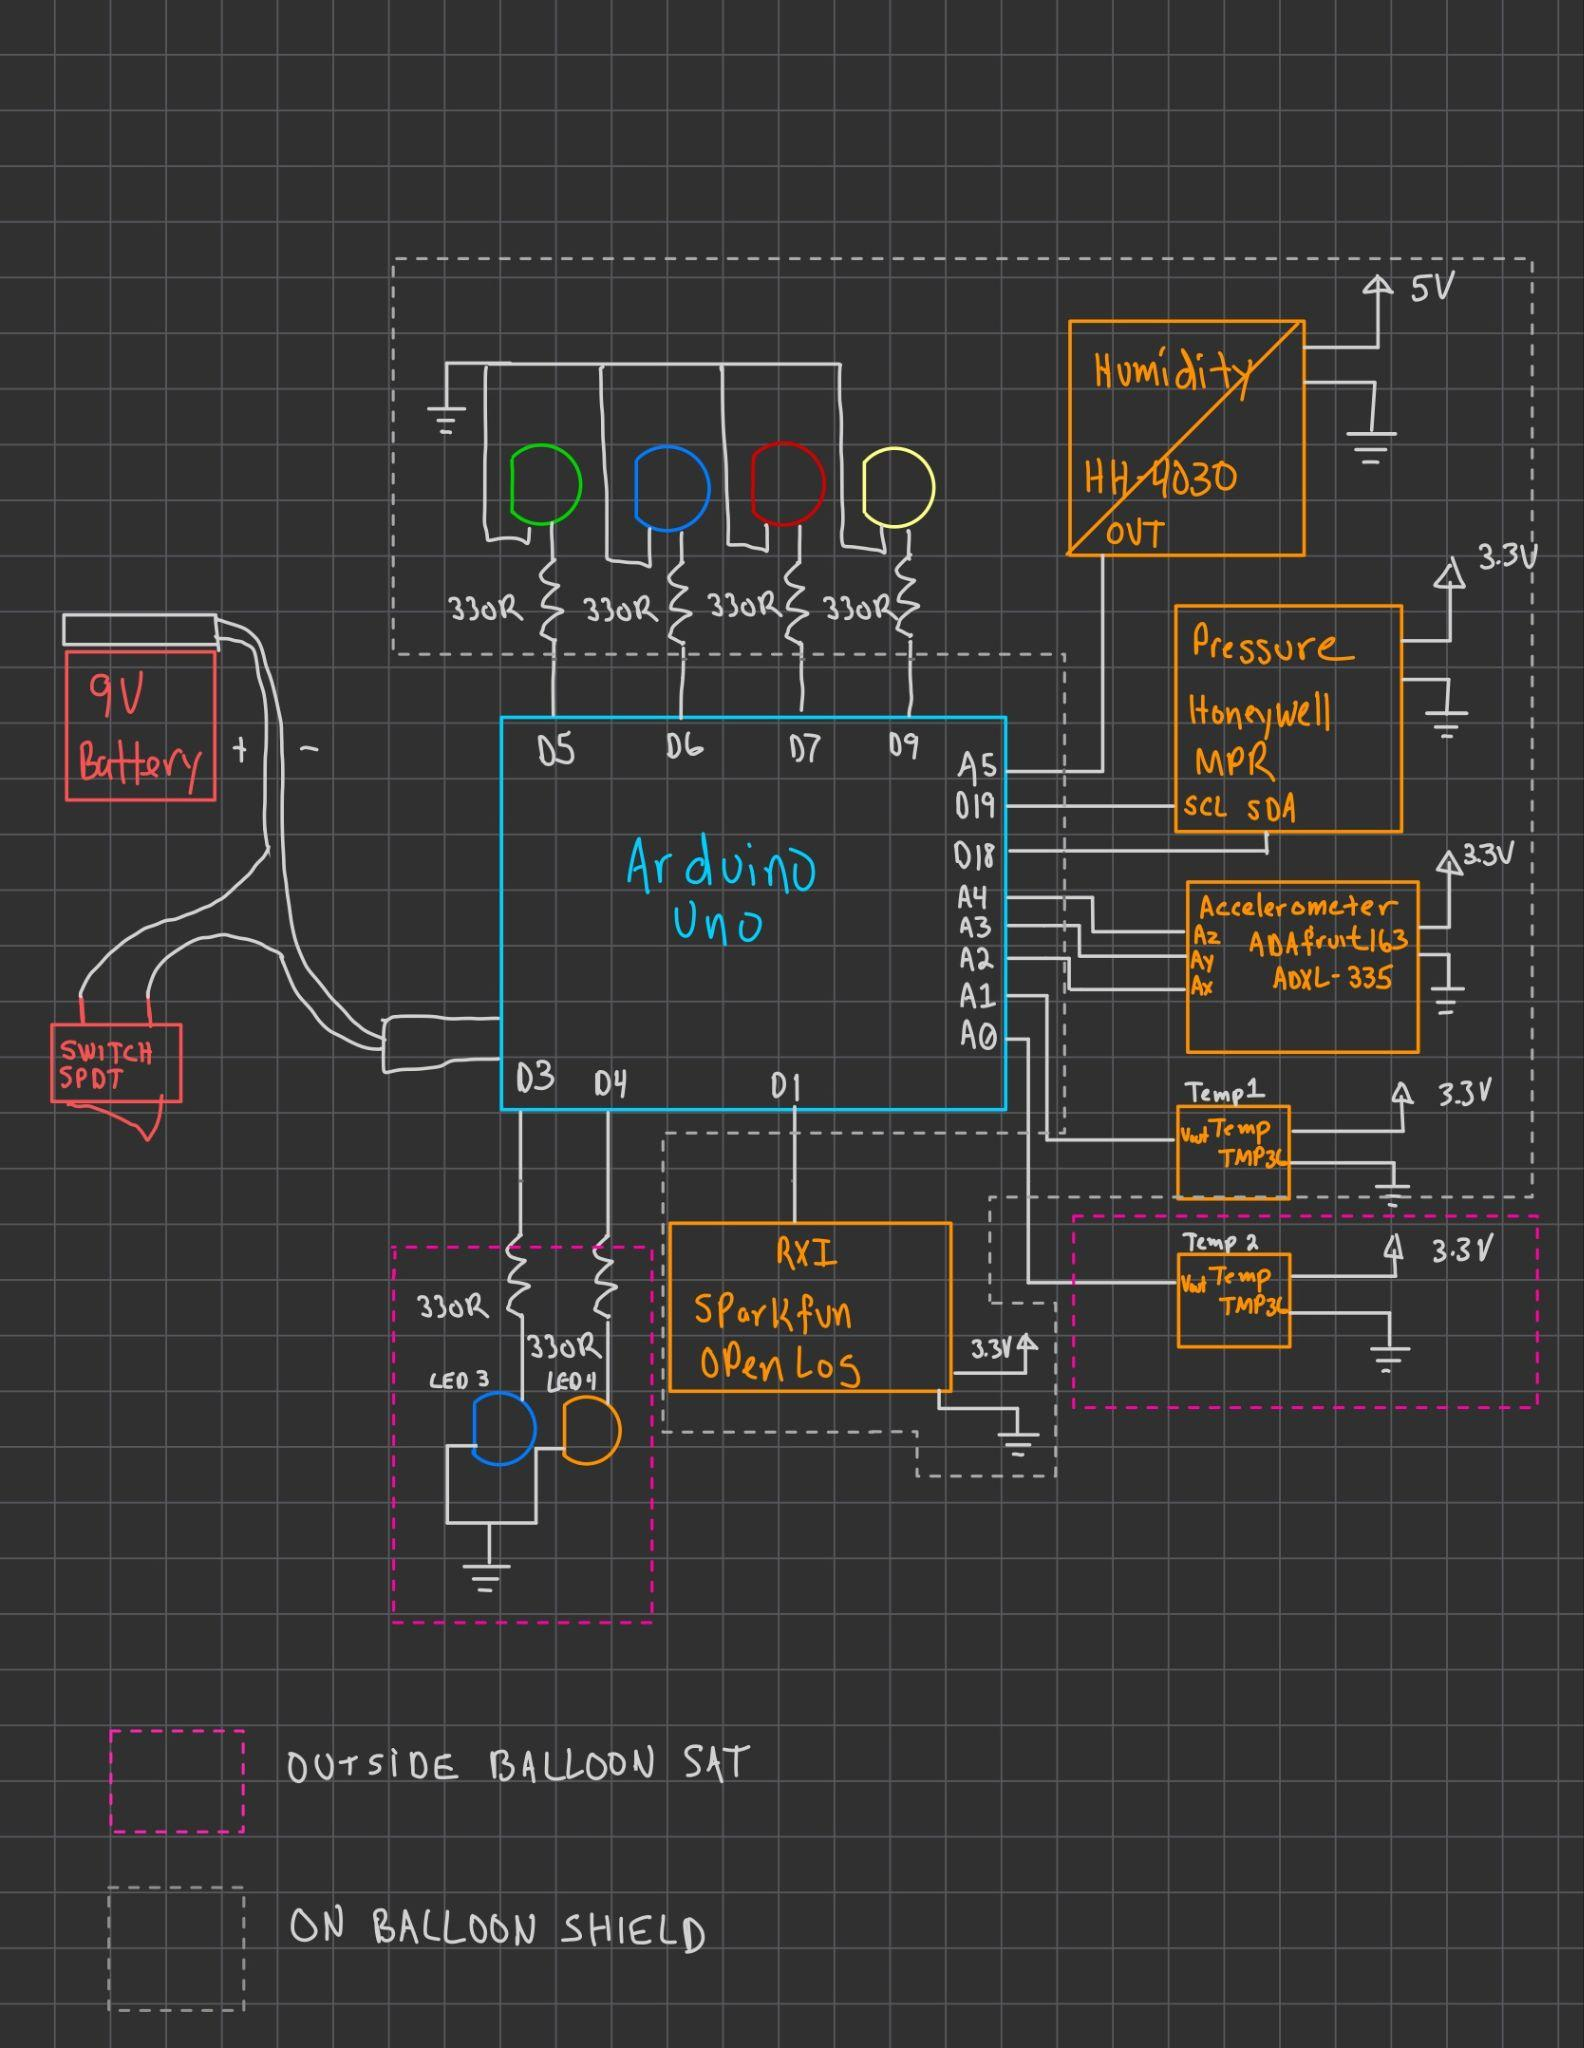 5V
Humidity
HH-4030
OUT
3.3V
330R 330R 330R 330R
Pressure
Honeywell
MPR
SCL SDA
9V
Battery
+ -
D5 D6 D7 D9
A5
D19
D18
A4
A3
A2
A1
A0
Arduino
Uno
3.3V
Accelerometer
Az ADAfruit163
Ay
ADXL-335
Ax
SWITCH
SPDT
D3 D4 D1
Temp1
3.3V
Vout Temp
TMP36
Temp 2
3.3V
Vout Temp
TMP36
RXI
Sparkfun
OPenLog
3.3V
330R
330R
LED 3 LED4
OUTSIDE BALLOON SAT
ON BALLOON SHIELD